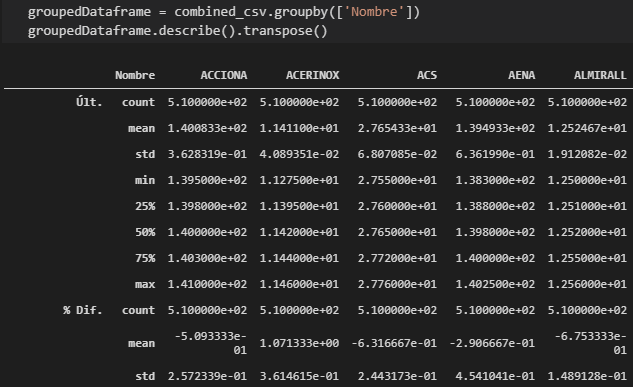 groupedDataframe = combined_csv.groupby(['Nombre'])
groupedDataframe.describe().transpose()
Nombre ACCIONA ACERINOX ACS AENA ALMIRALL
Últ. count 5.100000e+02 5.100000e+02 5.100000e+02 5.100000e+02 5.100000e+02
mean 1.400833e+02 1.141100e+01 2.765433e+01 1.394933e+02 1.252467e+01
std 3.628319e-01 4.089351e-02 6.807085e-02 6.361990e-01 1.912082e-02
min 1.395000e+02 1.127500e+01 2.755000e+01 1.383000e+02 1.250000e+01
25% 1.398000e+02 1.139500e+01 2.760000e+01 1.388000e+02 1.251000e+01
50% 1.400000e+02 1.142000e+01 2.765000e+01 1.398000e+02 1.252000e+01
75% 1.403000e+02 1.144000e+01 2.772000e+01 1.400000e+02 1.255000e+01
max 1.410000e+02 1.146000e+01 2.776000e+01 1.402500e+02 1.256000e+01
% Dif. count 5.100000e+02 5.100000e+02 5.100000e+02 5.100000e+02 5.100000e+02
mean -5.093333e-01 1.071333e+00 -6.316667e-01 -2.906667e-01 -6.753333e-01
std 2.572339e-01 3.614615e-01 2.443173e-01 4.541041e-01 1.489128e-01